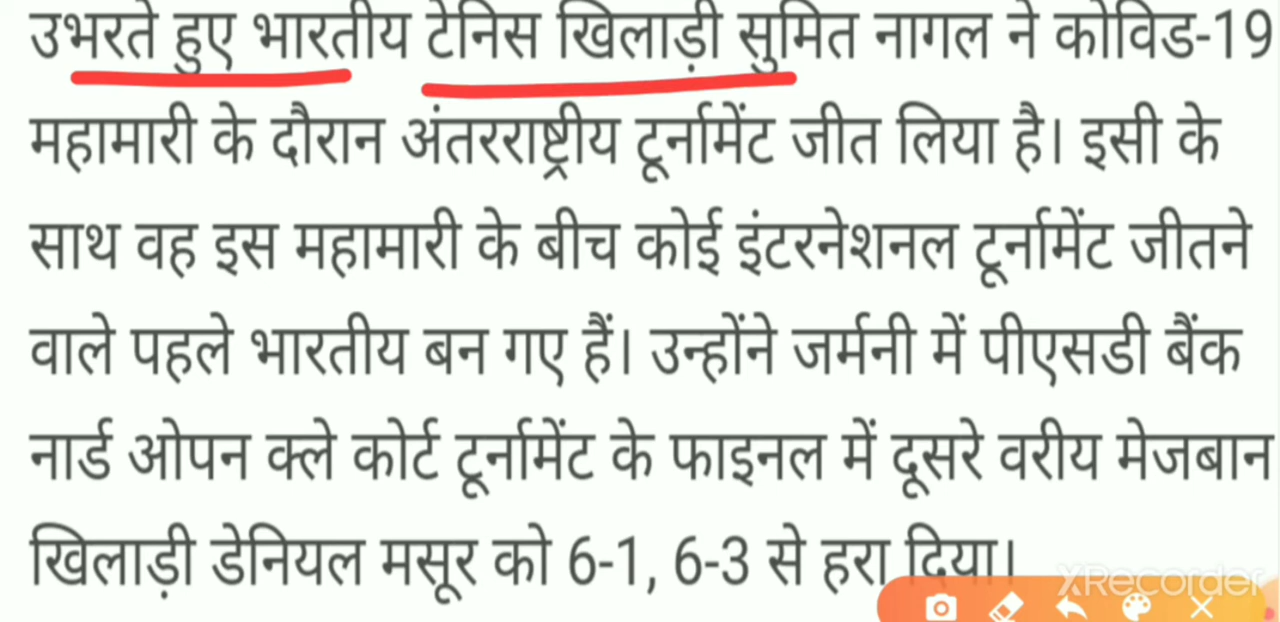 उभरते हुए भारतीय टेनिस खिलाड़ी सुमित नागल ने कोविड-19
महामारी के दौरान अंतरराष्ट्रीय टूर्नामेंट जीत लिया है। इसी के
साथ वह इस महामारी के बीच कोई इंटरनेशनल टूर्नामेंट जीतने
वाले पहले भारतीय बन गए हैं। उन्होंने जर्मनी में पीएसडी बैंक
नार्ड ओपन क्ले कोर्ट टूर्नामेंट के फाइनल में दूसरे वरीय मेजबान
खिलाड़ी डेनियल मसूर को 6-1, 6-3 से हरा दिया।
XRecorder